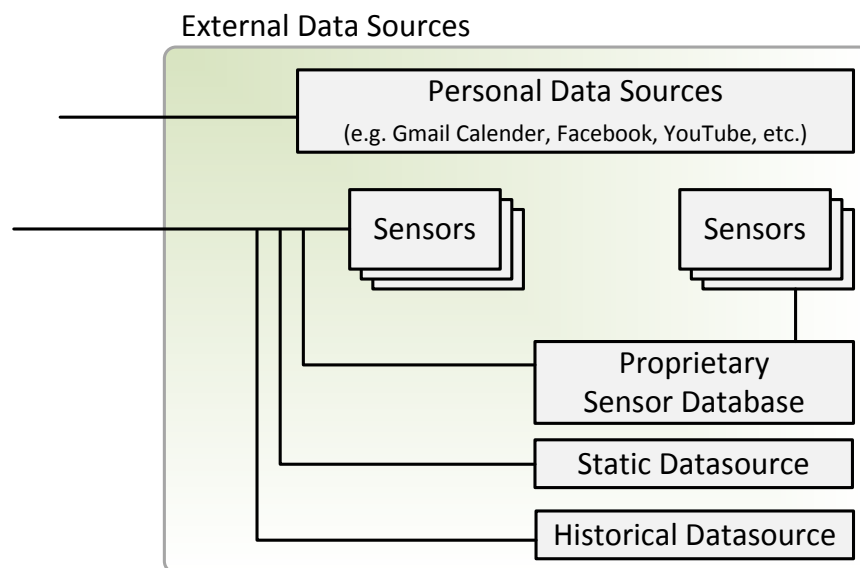 External Data Sources
Personal Data Sources
(e.g. Gmail Calender, Facebook, YouTube, etc.)
Sensors
Sensors
Proprietary
Sensor Database
Static Datasource
Historical Datasource